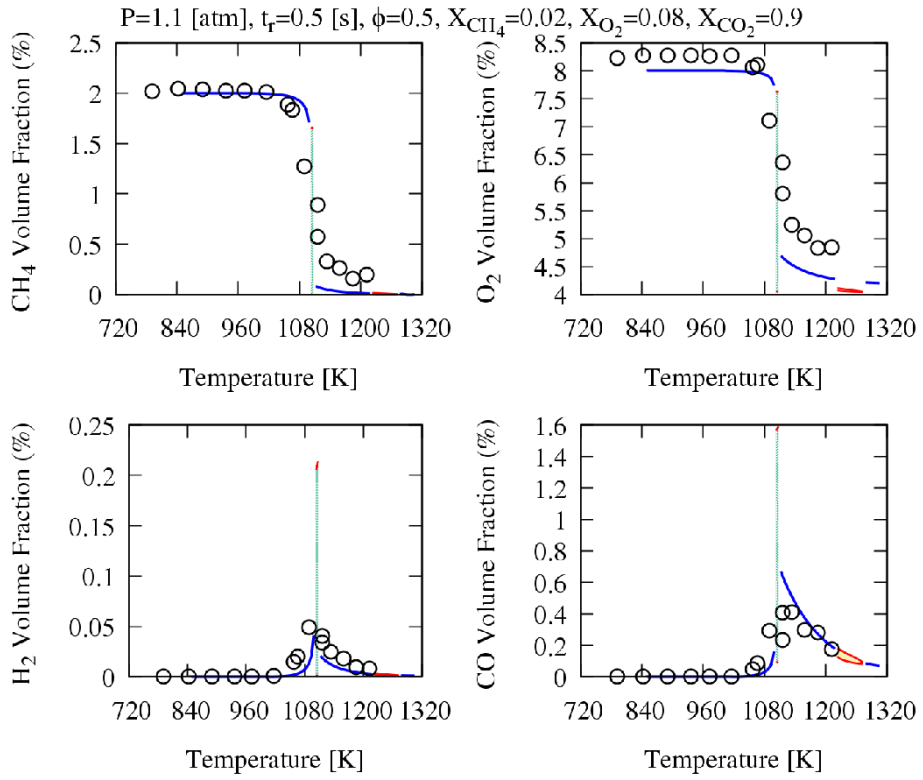 P=1.1 [atm], t_r=0.5 [s], ϕ=0.5, X_CH₄=0.02, X_O₂=0.08, X_CO₂=0.9
CH₄ Volume Fraction (%)
2.5
2
1.5
1
0.5
0
720 840 960 1080 1200 1320
Temperature [K]
O₂ Volume Fraction (%)
8.5
8
7.5
7
6.5
6
5.5
5
4.5
4
720 840 960 1080 1200 1320
Temperature [K]
H₂ Volume Fraction (%)
0.25
0.2
0.15
0.1
0.05
0
720 840 960 1080 1200 1320
Temperature [K]
CO Volume Fraction (%)
1.6
1.4
1.2
1
0.8
0.6
0.4
0.2
0
720 840 960 1080 1200 1320
Temperature [K]